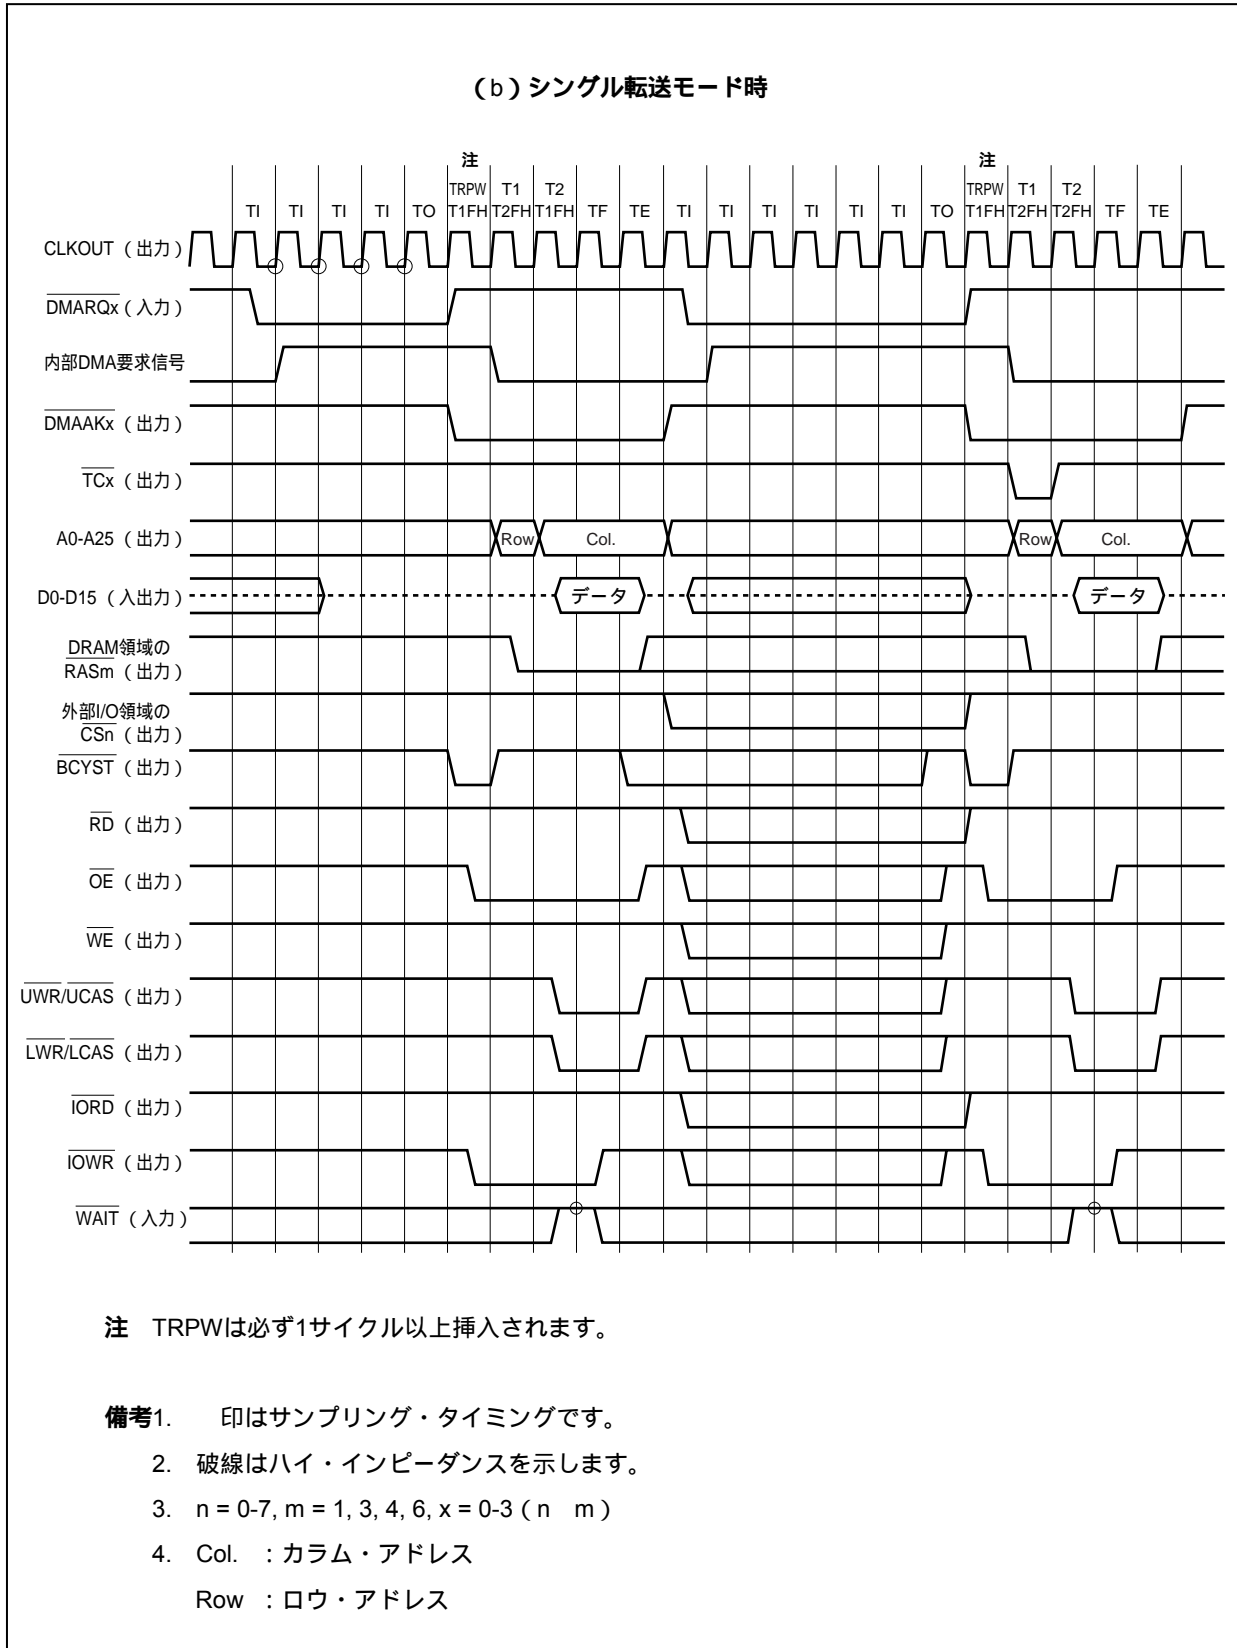 (b)シングル転送モード時
注 注
TRPW T1 T2 TRPW T1 T2
TI TI TI TI TO T1FH T2FH T1FH TF TE TI TI TI TI TI TI TO T1FH T2FH T2FH TF TE
CLKOUT(出力)
DMARQx(入力)
内部DMA要求信号
DMAAKx(出力)
TCx(出力)
A0-A25(出力) Row Col. Row Col.
D0-D15(入出力) データ データ
DRAM領域の
RASm(出力)
外部I/O領域の
CSn(出力)
BCYST(出力)
RD(出力)
OE(出力)
WE(出力)
UWR/UCAS(出力)
LWR/LCAS(出力)
IORD(出力)
IOWR(出力)
WAIT(入力)
注 TRPWは必ず1サイクル以上挿入されます。
備考1. 印はサンプリング・タイミングです。
2. 破線はハイ・インピーダンスを示します。
3. n = 0-7, m = 1, 3, 4, 6, x = 0-3(n m)
4. Col. :カラム・アドレス
Row :ロウ・アドレス